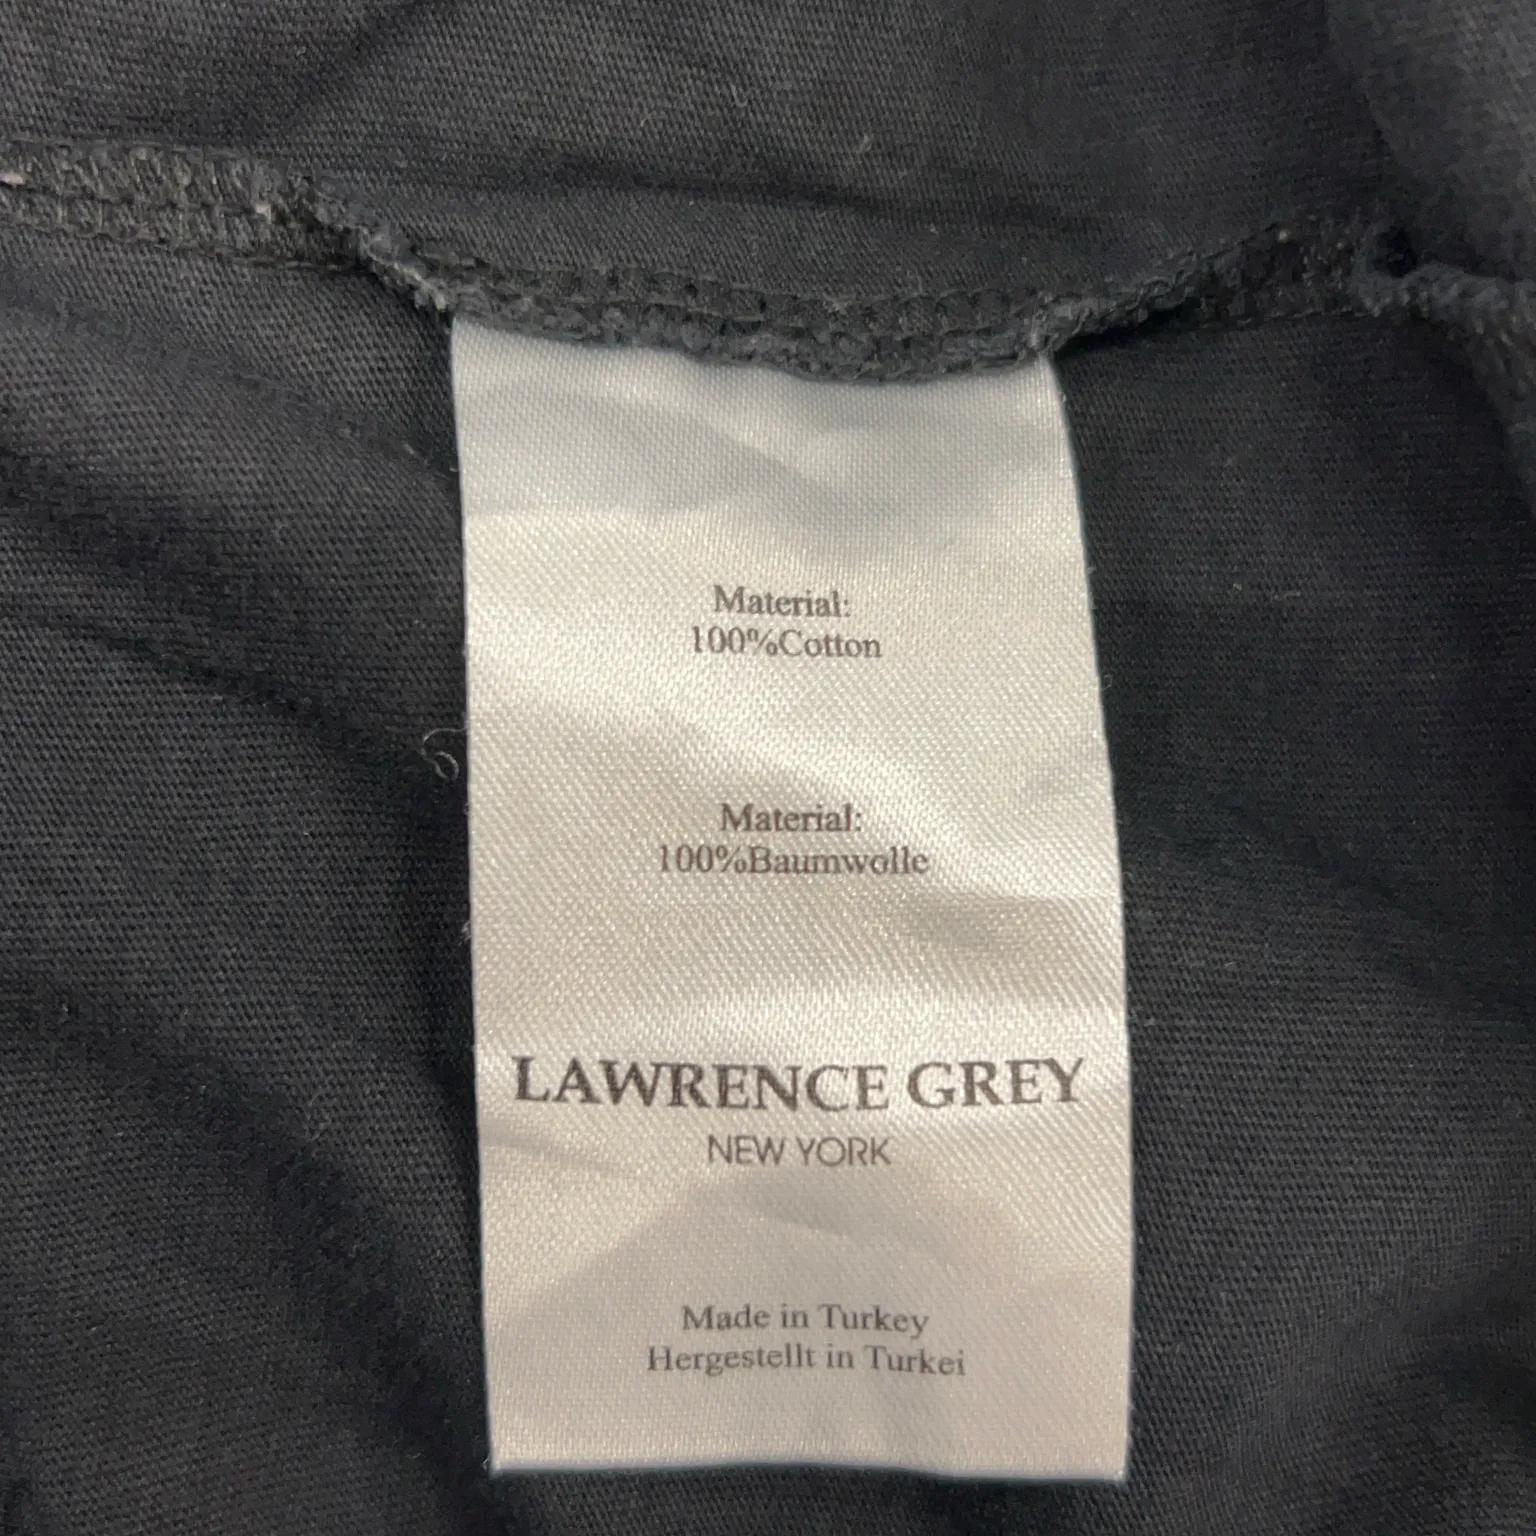 Material:
100%Cotton
Material:
100%Baumwolle
LAWRENCE GREY
NEW YORK
Made in Turkey
Hergestellt in Turkei